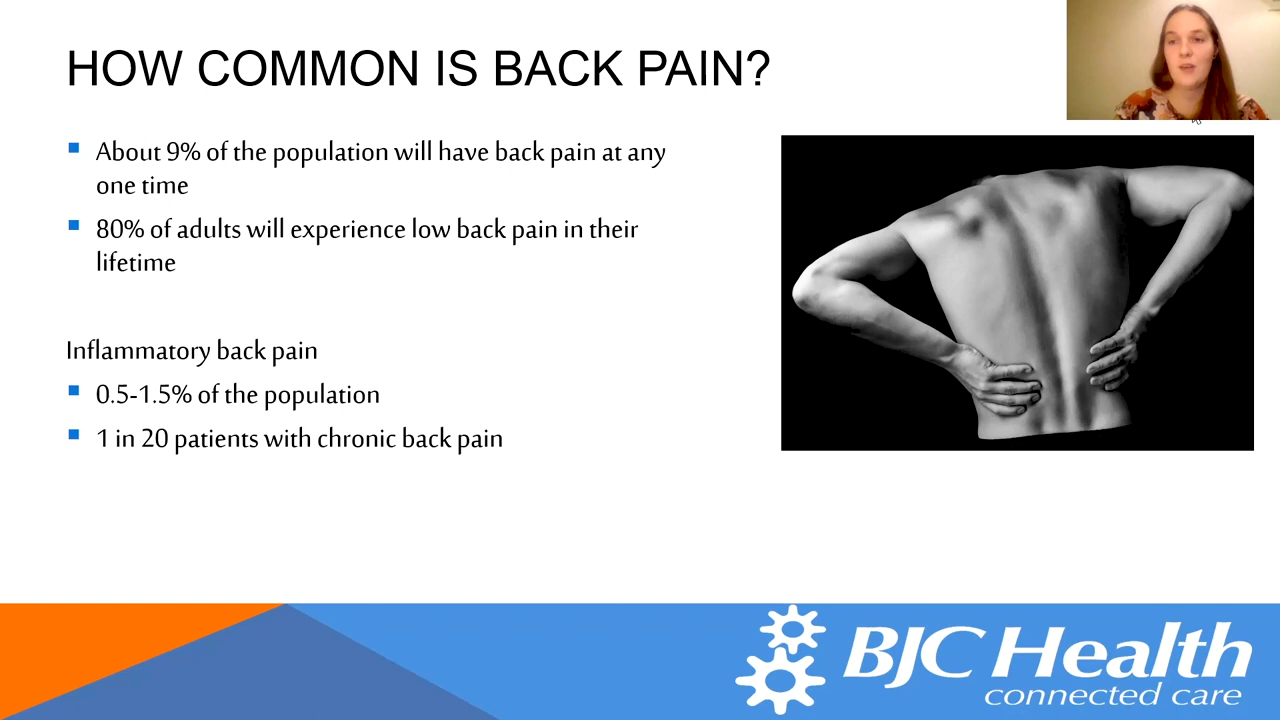 HOW COMMON IS BACK PAIN?
About 9% of the population will have back pain at any
one time
80% of adults will experience low back pain in their
lifetime
Inflammatory back pain
0.5-1.5% of the population
1 in 20 patients with chronic back pain
BJC Health
connected care